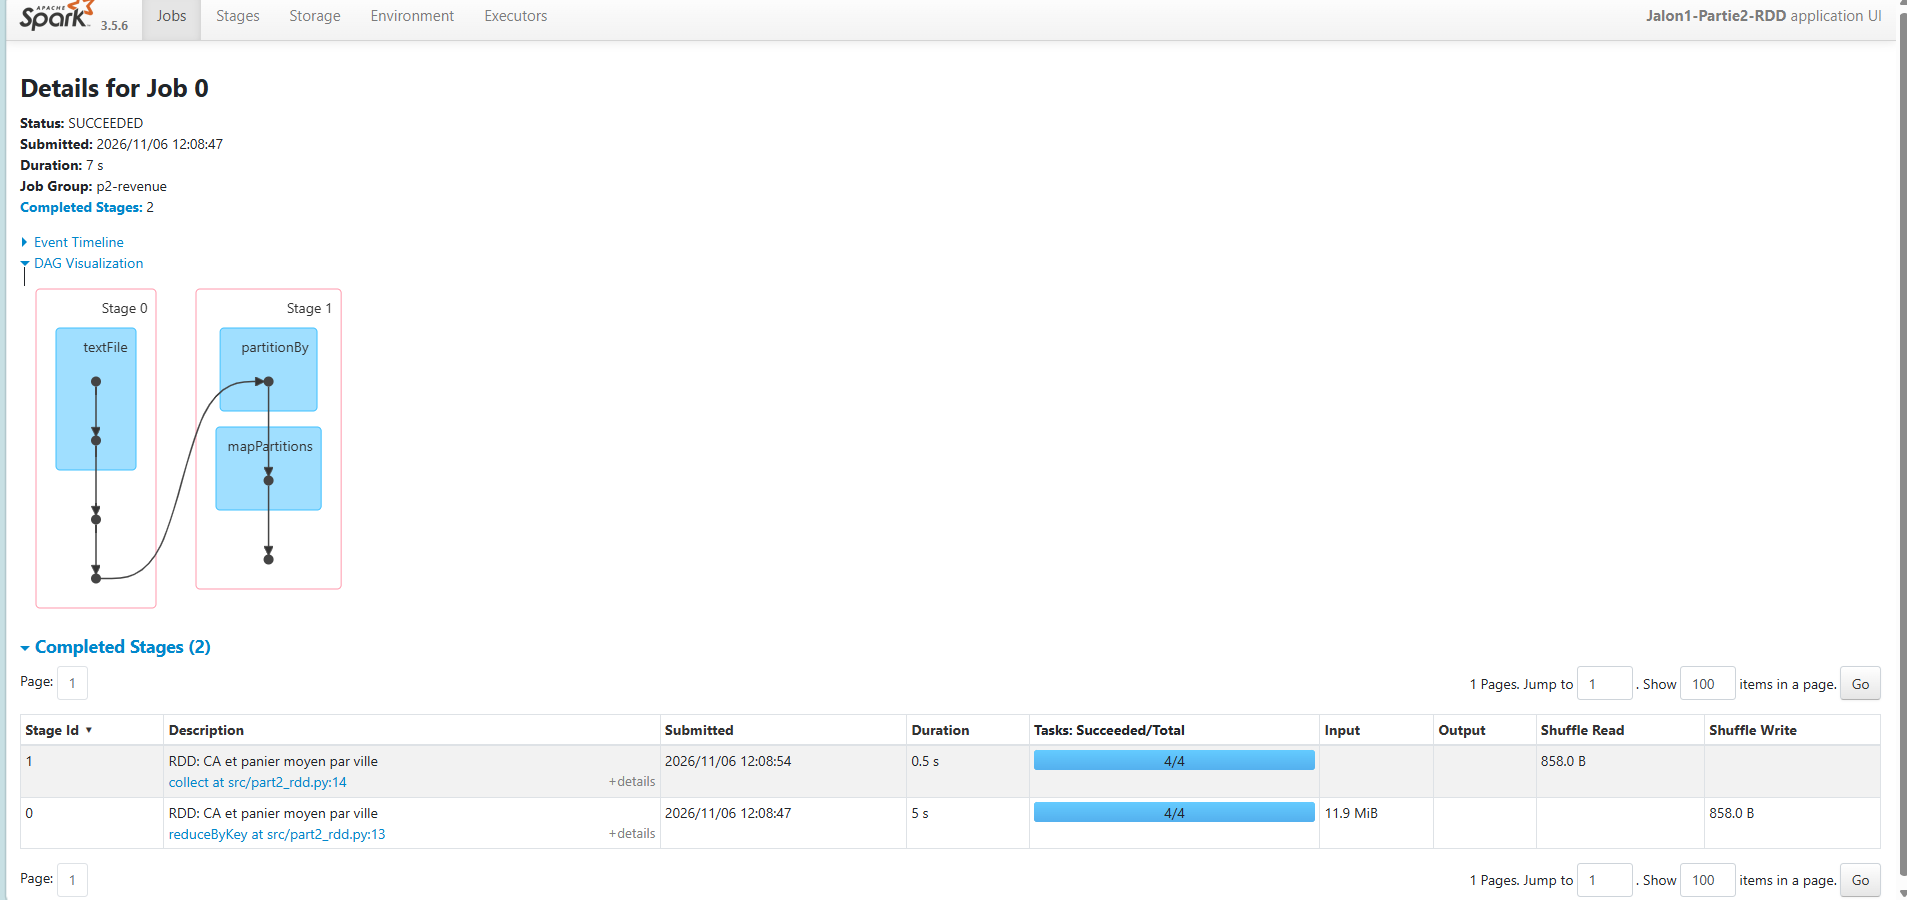 APACHE
Spark 3.5.6 Jobs Stages Storage Environment Executors Jalon1-Partie2-RDD application UI
Details for Job 0
Status: SUCCEEDED
Submitted: 2026/11/06 12:08:47
Duration: 7 s
Job Group: p2-revenue
Completed Stages: 2
Event Timeline
DAG Visualization
Stage 0 Stage 1
textFile partitionBy
mapPartitions
Completed Stages (2)
Page: 1 1 Pages. Jump to 1 . Show 100 items in a page. Go
Stage Id ▾ Description Submitted Duration Tasks: Succeeded/Total Input Output Shuffle Read Shuffle Write
1 RDD: CA et panier moyen par ville 2026/11/06 12:08:54 0.5 s 4/4 858.0 B
collect at src/part2_rdd.py:14 +details
0 RDD: CA et panier moyen par ville 2026/11/06 12:08:47 5 s 4/4 11.9 MiB 858.0 B
reduceByKey at src/part2_rdd.py:13 +details
Page: 1 1 Pages. Jump to 1 . Show 100 items in a page. Go